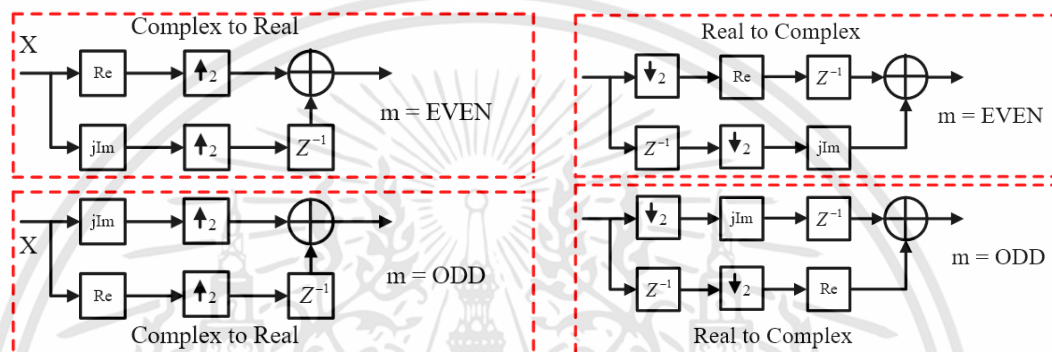 Complex to Real
X
Re
↑2
jIm
↑2
Z⁻¹
m = EVEN
X
jIm
↑2
Re
↑2
Z⁻¹
m = ODD
Complex to Real
Real to Complex
↓2
Re
Z⁻¹
Z⁻¹
↓2
jIm
m = EVEN
↓2
jIm
Z⁻¹
Z⁻¹
↓2
Re
m = ODD
Real to Complex